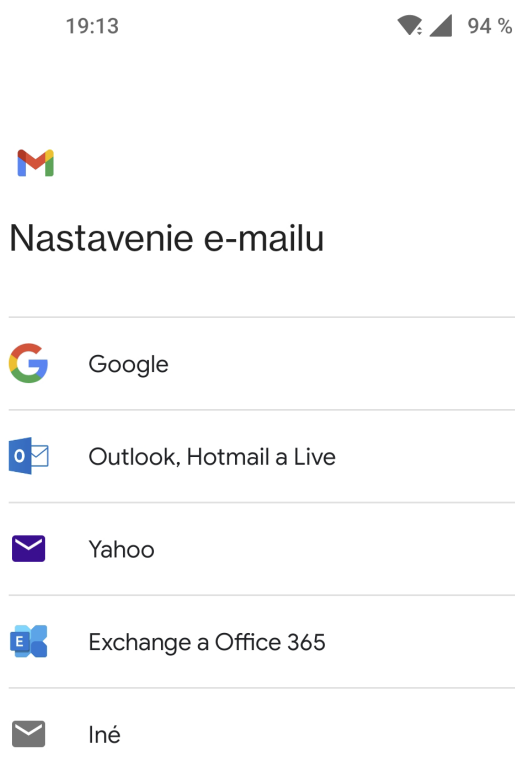 19:13 94 %
Nastavenie e-mailu
Google
Outlook, Hotmail a Live
Yahoo
Exchange a Office 365
Iné